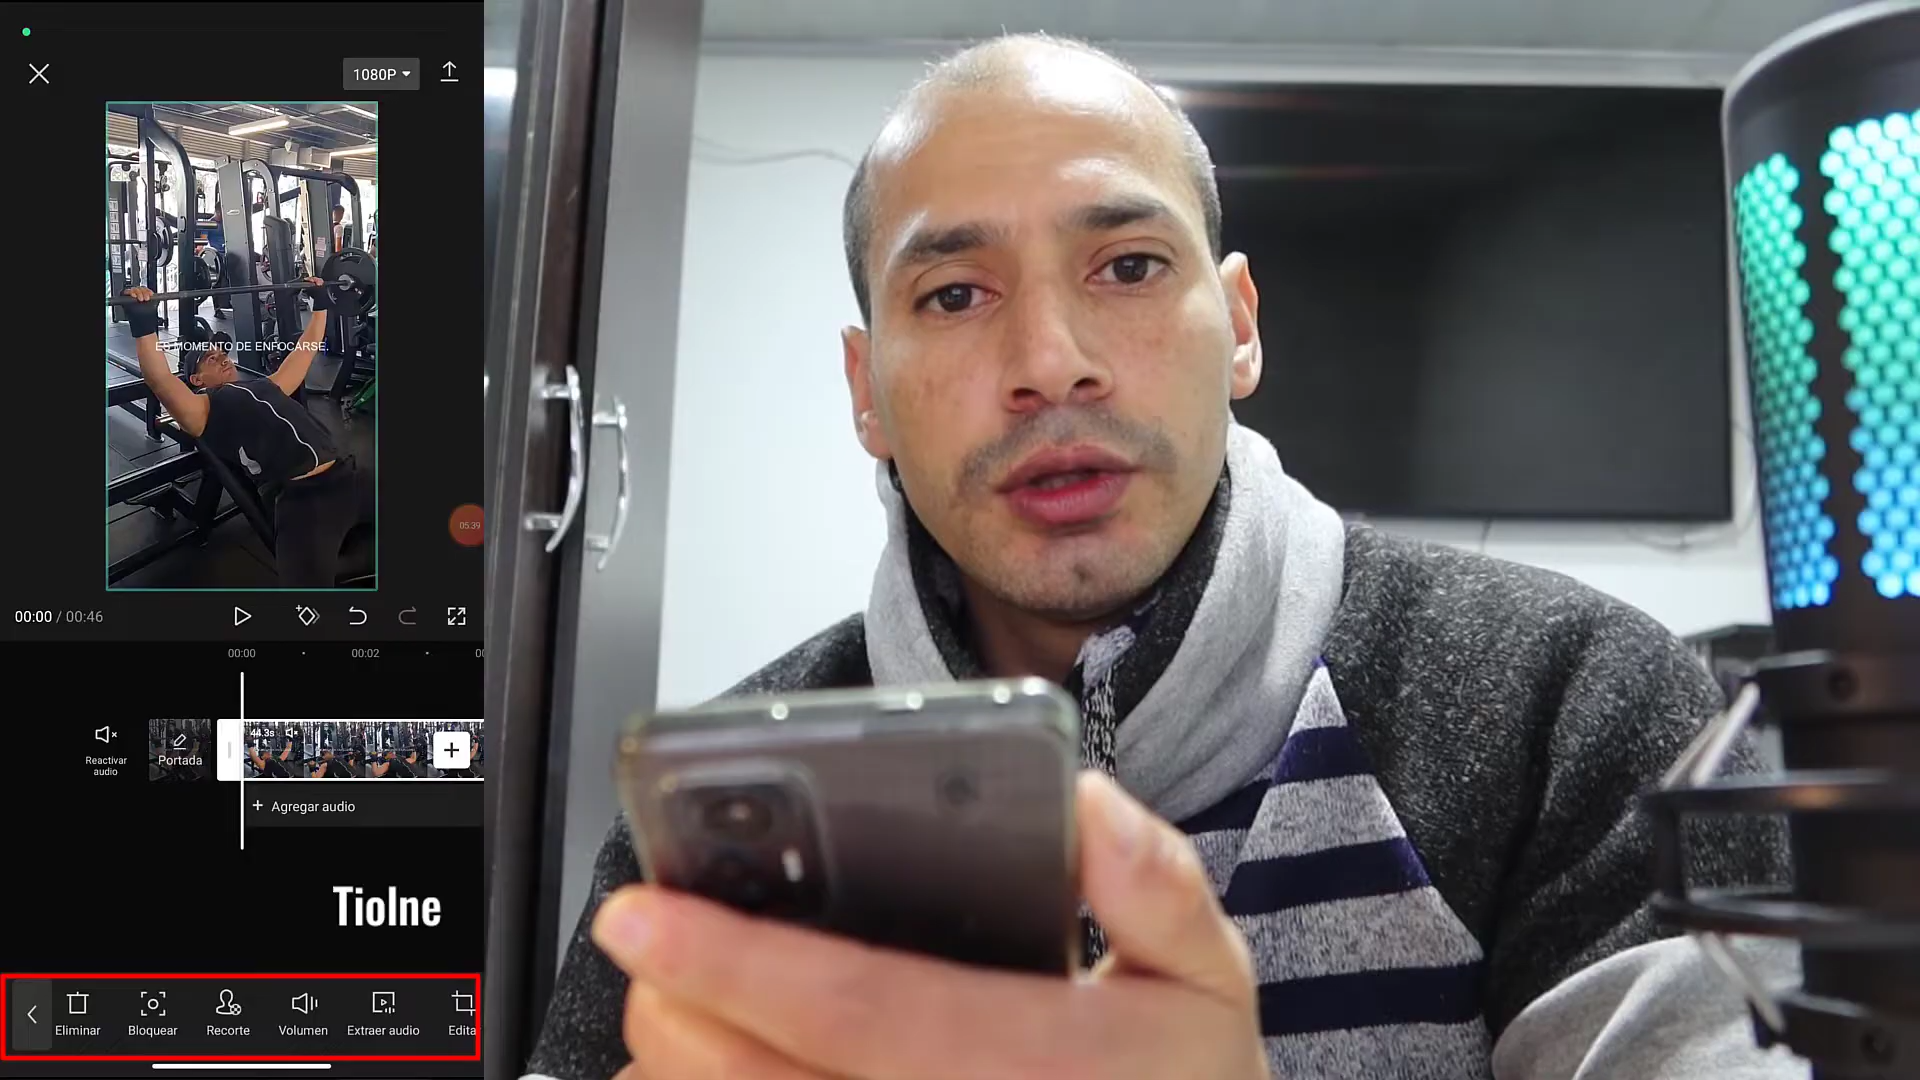 1080P
ES MOMENTO DE ENFOCARSE.
05:39
00:00 / 00:46
00:00
00:02
44.3s
Reactivar
audio
Portada
+ Agregar audio
Tiolne
Eliminar
Bloquear
Recorte
Volumen
Extraer audio
Edita